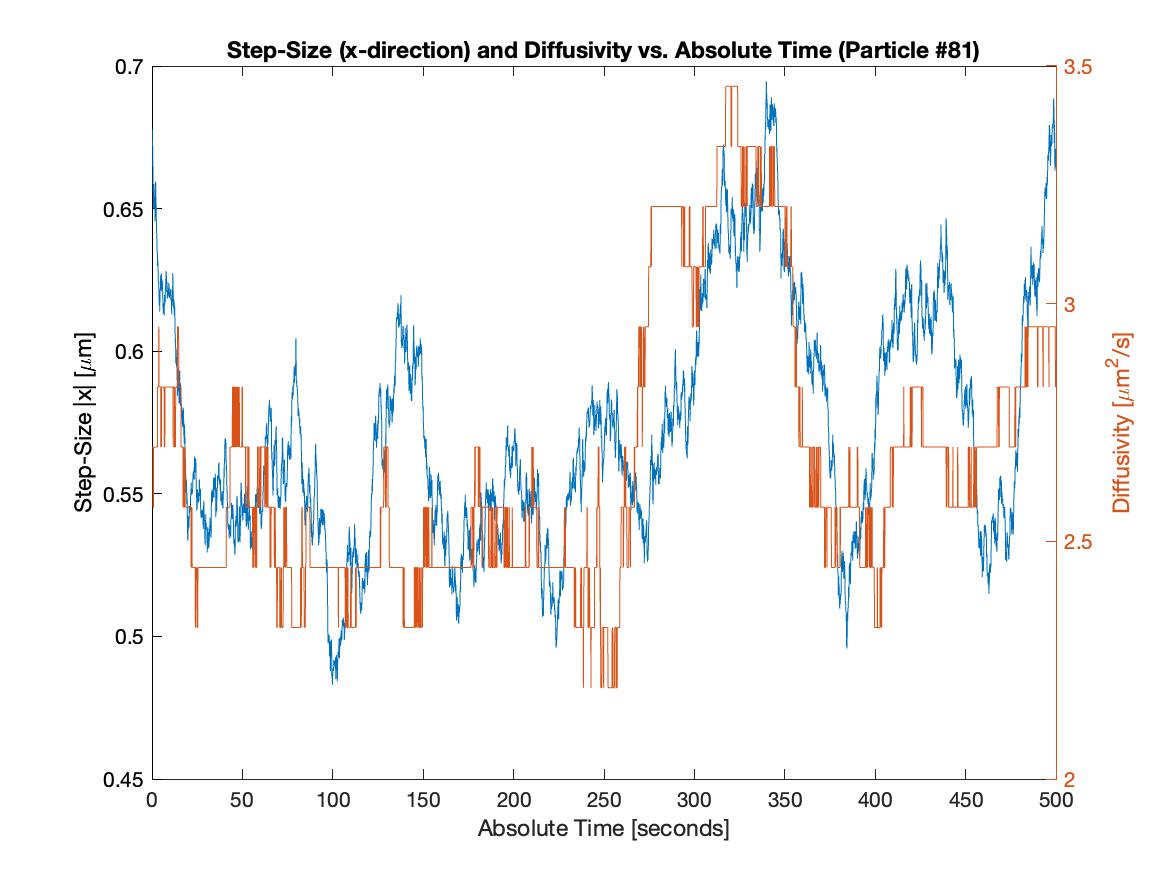 Step-Size (x-direction) and Diffusivity vs. Absolute Time (Particle #81)
0.7
0.65
0.6
0.55
0.5
0.45
Step-Size |x| [μm]
3.5
3
2.5
2
Diffusivity [μm²/s]
0 50 100 150 200 250 300 350 400 450 500
Absolute Time [seconds]